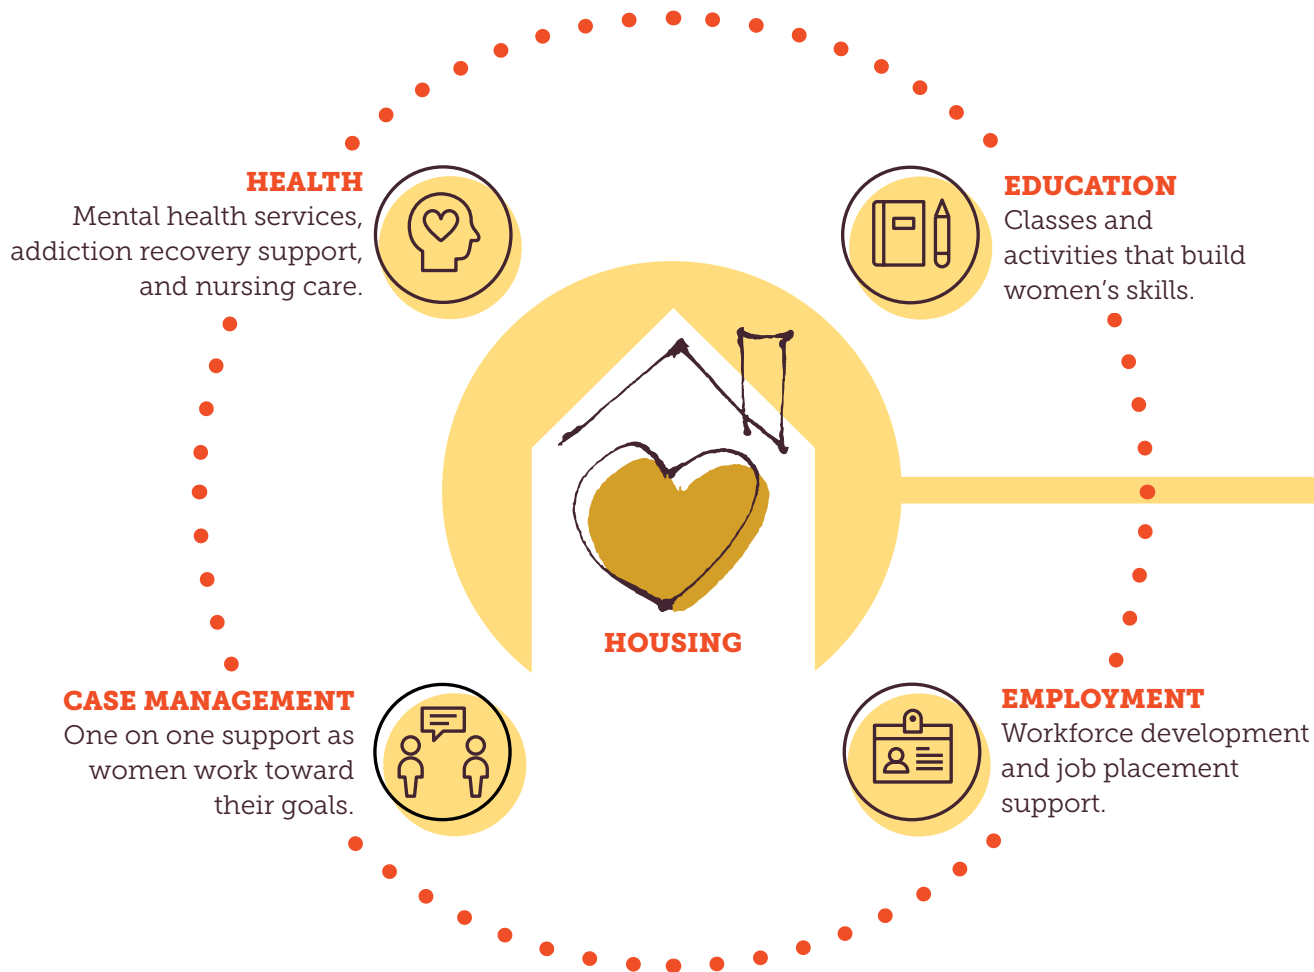 HEALTH
Mental health services,
addiction recovery support,
and nursing care.
EDUCATION
Classes and
activities that build
women’s skills.
HOUSING
CASE MANAGEMENT
One on one support as
women work toward
their goals.
EMPLOYMENT
Workforce development
and job placement
support.